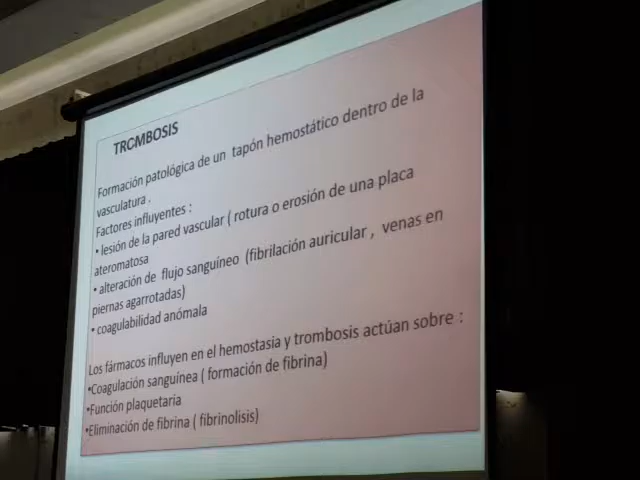 TROMBOSIS
Formación patológica de un tapón hemostático dentro de la
vasculatura .
Factores influyentes :
• lesión de la pared vascular ( rotura o erosión de una placa
ateromatosa
• alteración de flujo sanguíneo (fibrilación auricular , venas en
piernas agarrotadas)
• coagulabilidad anómala
Los fármacos influyen en el hemostasia y trombosis actúan sobre :
•Coagulación sanguínea ( formación de fibrina)
•Función plaquetaria
•Eliminación de fibrina ( fibrinolisis)